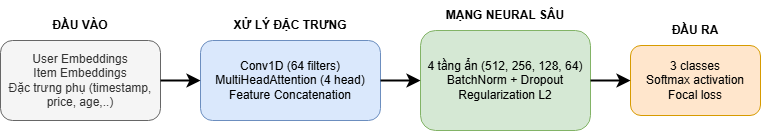 ĐẦU VÀO
User Embeddings
Item Embeddings
Đặc trưng phụ (timestamp,
price, age,..)
XỬ LÝ ĐẶC TRƯNG
Conv1D (64 filters)
MultiHeadAttention (4 head)
Feature Concatenation
MẠNG NEURAL SÂU
4 tầng ẩn (512, 256, 128, 64)
BatchNorm + Dropout
Regularization L2
ĐẦU RA
3 classes
Softmax activation
Focal loss